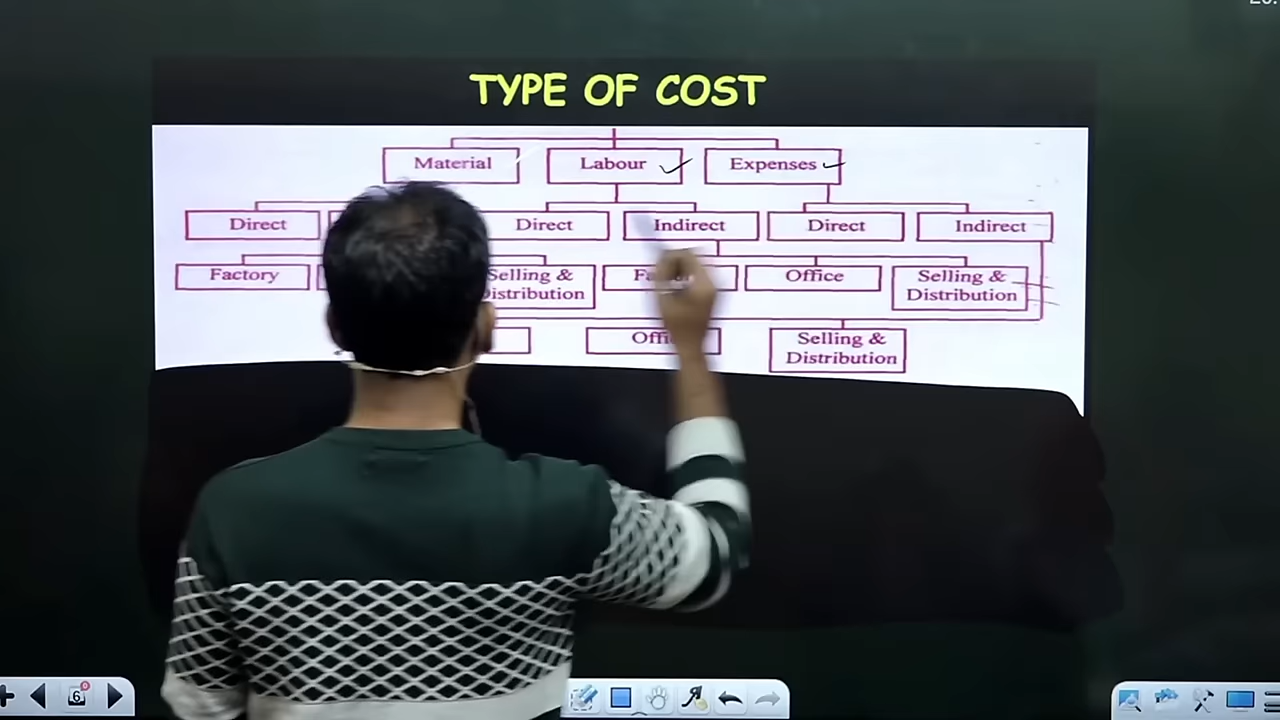 TYPE OF COST
Material Labour Expenses
Direct Direct Indirect Direct Indirect
Factory Selling & Office Selling &
Distribution Distribution
Selling &
Distribution
6